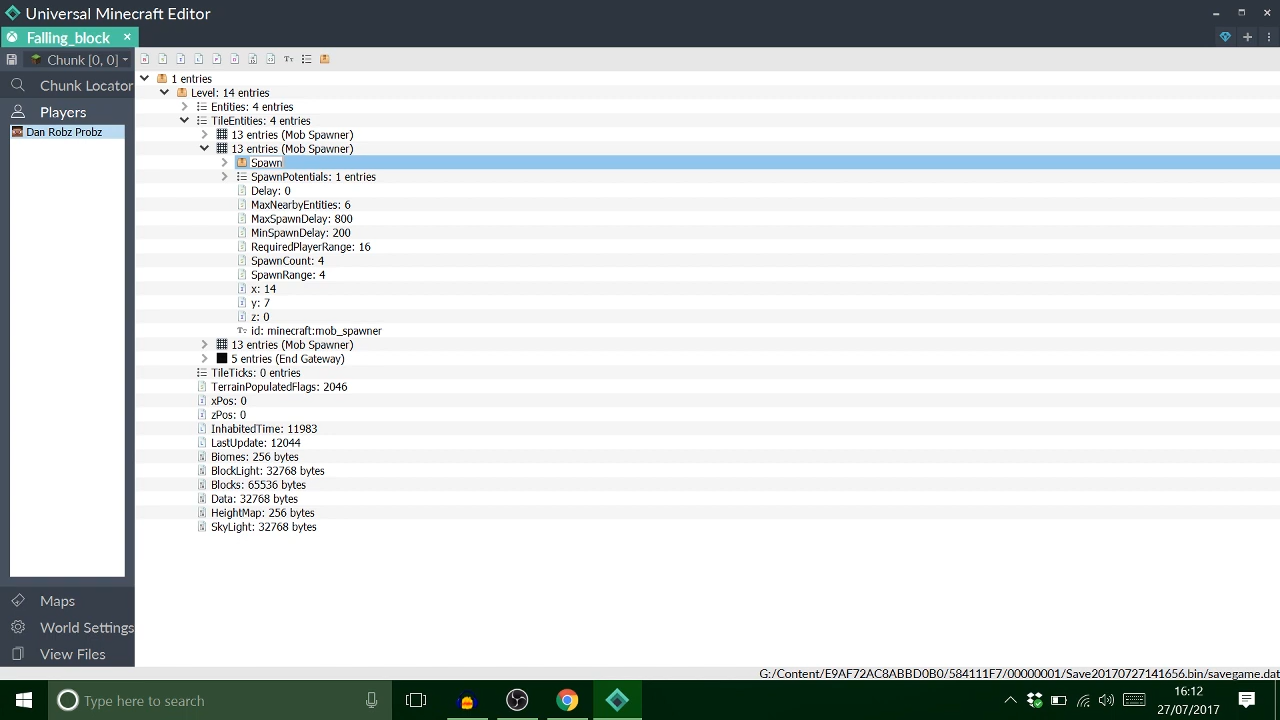 Universal Minecraft Editor
Falling_block
Chunk [0, 0]
Chunk Locator
Players
Dan Robz Probz
1 entries
Level: 14 entries
Entities: 4 entries
TileEntities: 4 entries
13 entries (Mob Spawner)
13 entries (Mob Spawner)
Spawn
SpawnPotentials: 1 entries
Delay: 0
MaxNearbyEntities: 6
MaxSpawnDelay: 800
MinSpawnDelay: 200
RequiredPlayerRange: 16
SpawnCount: 4
SpawnRange: 4
x: 14
y: 7
z: 0
id: minecraft:mob_spawner
13 entries (Mob Spawner)
5 entries (End Gateway)
TileTicks: 0 entries
TerrainPopulatedFlags: 2046
xPos: 0
zPos: 0
InhabitedTime: 11983
LastUpdate: 12044
Biomes: 256 bytes
BlockLight: 32768 bytes
Blocks: 65536 bytes
Data: 32768 bytes
HeightMap: 256 bytes
SkyLight: 32768 bytes
Maps
World Settings
View Files
G:/Content/E9AF72AC8ABBD0B0/584111F7/00000001/Save20170727141656.bin/savegame.dat
Type here to search
16:12
27/07/2017